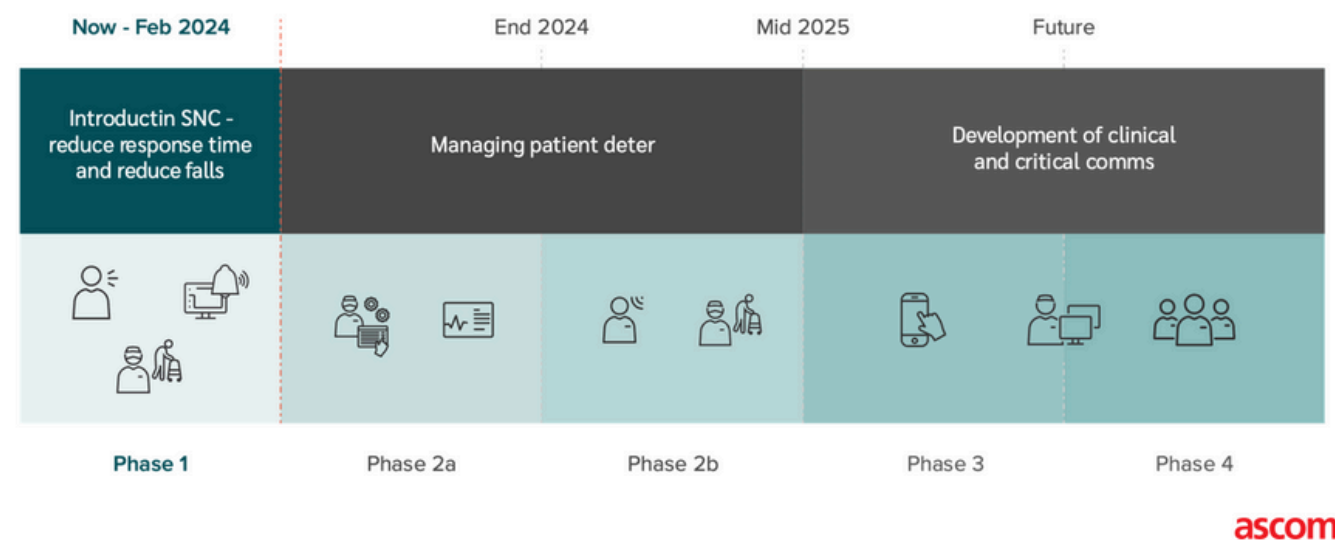 Now - Feb 2024
End 2024
Mid 2025
Future
Introductin SNC -
reduce response time
and reduce falls
Managing patient deter
Development of clinical
and critical comms
Phase 1
Phase 2a
Phase 2b
Phase 3
Phase 4
ascom